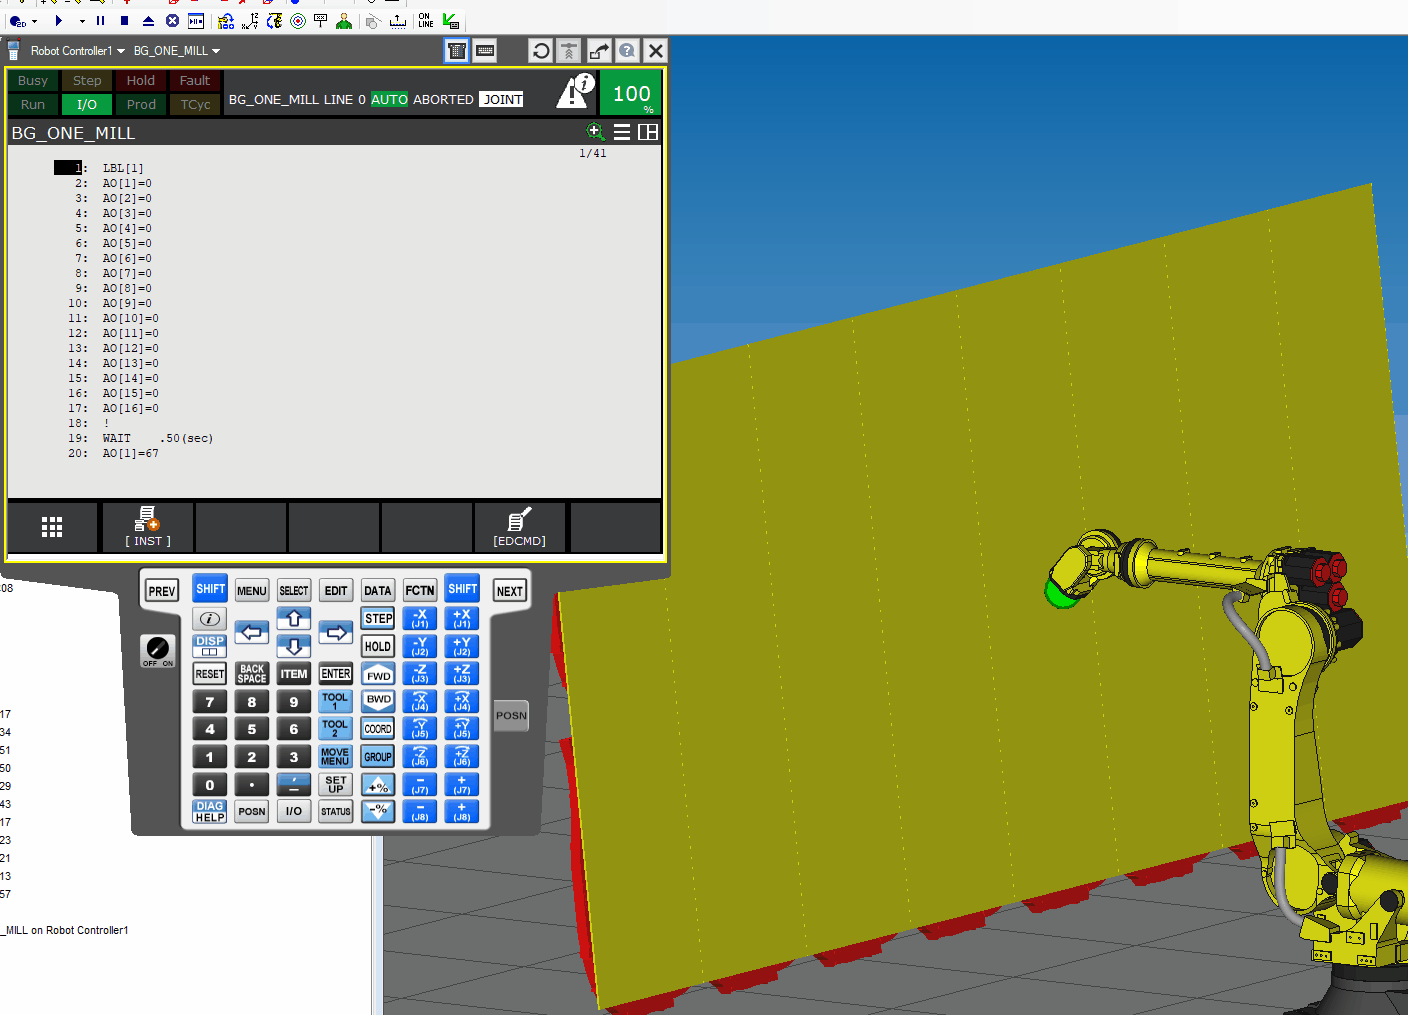 2D
ON
LINE
Robot Controller1 BG_ONE_MILL
Busy Step Hold Fault
Run I/O Prod TCyc
BG_ONE_MILL LINE 0 AUTO ABORTED JOINT
100
%
BG_ONE_MILL
1/41
1: LBL[1]
2: AO[1]=0
3: AO[2]=0
4: AO[3]=0
5: AO[4]=0
6: AO[5]=0
7: AO[6]=0
8: AO[7]=0
9: AO[8]=0
10: AO[9]=0
11: AO[10]=0
12: AO[11]=0
13: AO[12]=0
14: AO[13]=0
15: AO[14]=0
16: AO[15]=0
17: AO[16]=0
18: !
19: WAIT .50(sec)
20: AO[1]=67
[ INST ] [EDCMD]
PREV SHIFT MENU SELECT EDIT DATA FCTN SHIFT NEXT
i STEP -X (J1) +X (J1)
DISP HOLD -Y (J2) +Y (J2)
OFF ON
RESET BACK SPACE ITEM ENTER FWD -Z (J3) +Z (J3)
7 8 9 TOOL 1 BWD -X (J4) +X (J4)
4 5 6 TOOL 2 COORD -Y (J5) +Y (J5)
POSN
1 2 3 MOVE MENU GROUP -Z (J6) +Z (J6)
0 . , - SET UP +% - (J7) + (J7)
DIAG HELP POSN I/O STATUS -% - (J8) + (J8)
:08
17
34
51
50
29
43
17
23
21
13
57
_MILL on Robot Controller1